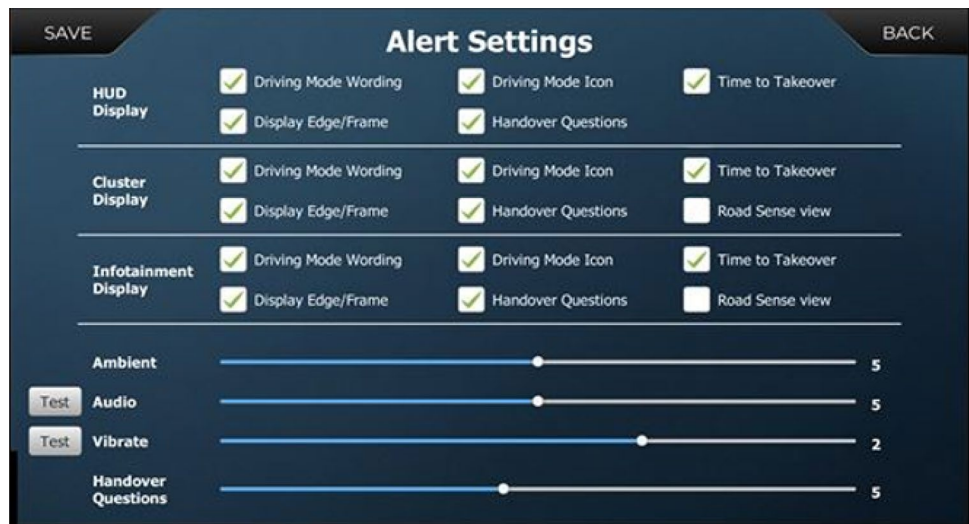 SAVE
Alert Settings
BACK
HUD
Display
Driving Mode Wording
Driving Mode Icon
Time to Takeover
Display Edge/Frame
Handover Questions
Cluster
Display
Driving Mode Wording
Driving Mode Icon
Time to Takeover
Display Edge/Frame
Handover Questions
Road Sense view
Infotainment
Display
Driving Mode Wording
Driving Mode Icon
Time to Takeover
Display Edge/Frame
Handover Questions
Road Sense view
Ambient
5
Test
Audio
5
Test
Vibrate
2
Handover
Questions
5